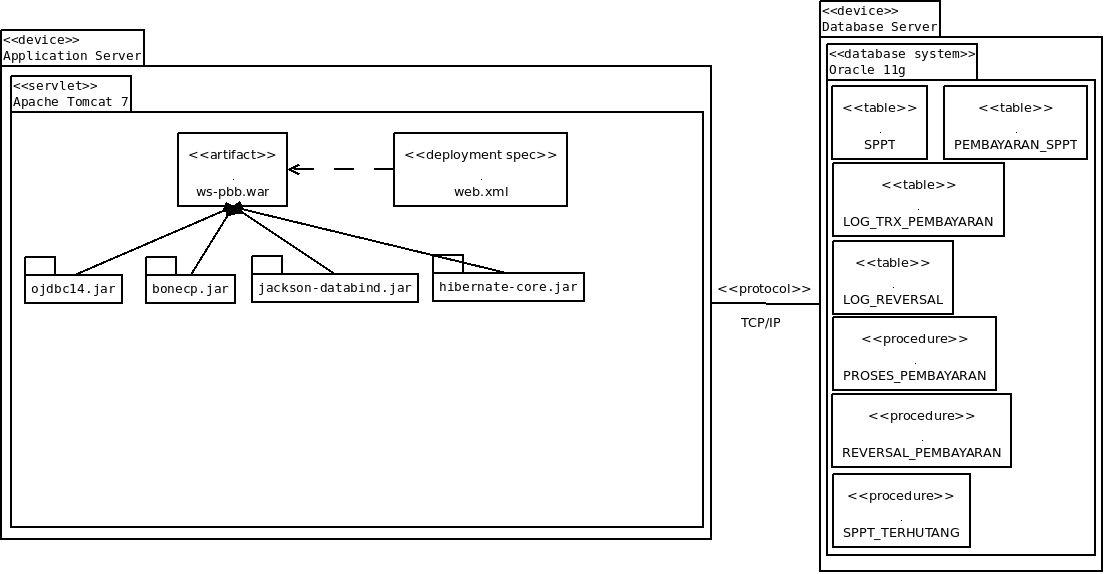 <<device>>
Application Server
<<servlet>>
Apache Tomcat 7
<<artifact>>
.
ws-pbb.war
<<deployment spec>>
.
web.xml
ojdbc14.jar
bonecp.jar
jackson-databind.jar
hibernate-core.jar
<<protocol>>
TCP/IP
<<device>>
Database Server
<<database system>>
Oracle 11g
<<table>>
.
SPPT
<<table>>
.
PEMBAYARAN_SPPT
<<table>>
.
LOG_TRX_PEMBAYARAN
<<table>>
.
LOG_REVERSAL
<<procedure>>
.
PROSES_PEMBAYARAN
<<procedure>>
.
REVERSAL_PEMBAYARAN
<<procedure>>
.
SPPT_TERHUTANG